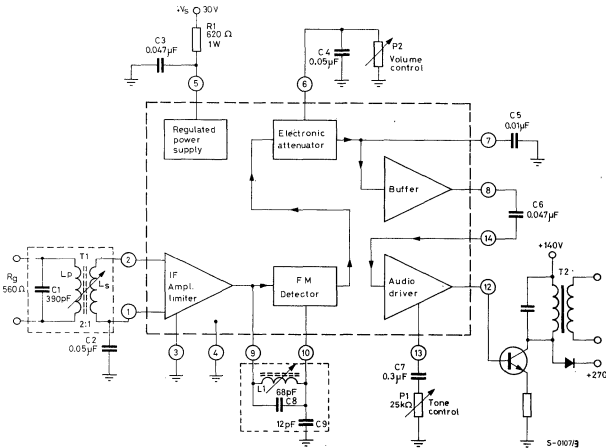 +Vs 30V
R1
620 Ω
1W
C3
0.047µF
C4
0.05µF
P2
Volume
control
5
6
Regulated
power
supply
Electronic
attenuator
7
C5
0.01µF
Buffer
8
C6
0.047µF
14
+140V
T2
T1
2
Rg
560Ω
Lp
Ls
C1
390pF
2:1
1
IF
Ampl.
limiter
FM
Detector
Audio
driver
12
C2
0.05µF
3
4
9
10
13
L1
68pF
C8
12pF
C9
C7
0.3µF
P1
25kΩ
Tone
control
+270
S-0107/3